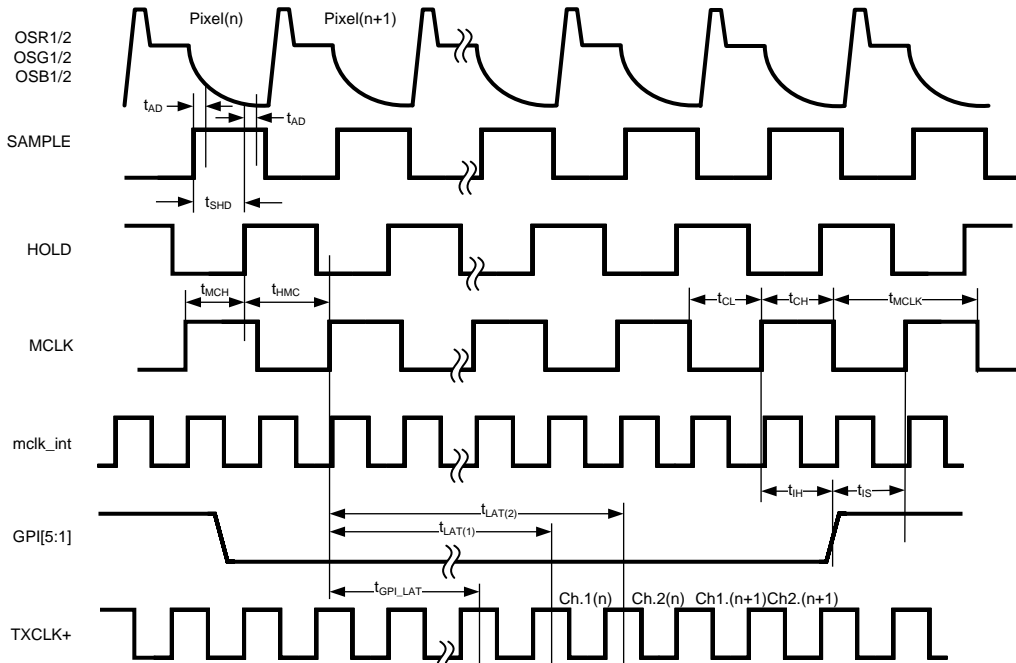 Pixel(n)
Pixel(n+1)
OSR1/2
OSG1/2
OSB1/2
tAD
tAD
SAMPLE
tSHD
HOLD
tMCH
tHMC
tCL
tCH
tMCLK
MCLK
mclk_int
tIH
tIS
tLAT(2)
GPI[5:1]
tLAT(1)
tGPI_LAT
Ch.1(n)
Ch.2(n)
Ch1.(n+1)
Ch2.(n+1)
TXCLK+